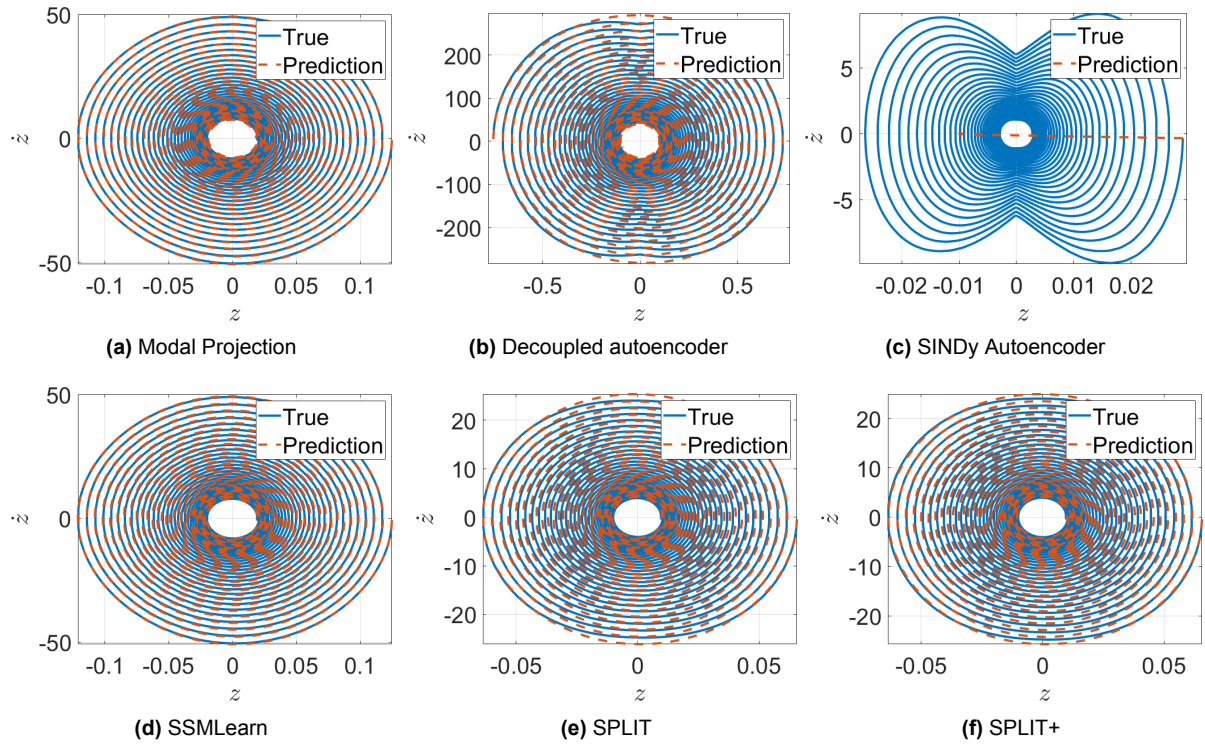 50
0
-50
ż
True
Prediction
-0.1 -0.05 0 0.05 0.1
z
(a) Modal Projection
200
100
0
-100
-200
ż
True
Prediction
-0.5 0 0.5
z
(b) Decoupled autoencoder
5
0
-5
ż
True
Prediction
-0.02 -0.01 0 0.01 0.02
z
(c) SINDy Autoencoder
50
0
-50
ż
True
Prediction
-0.1 -0.05 0 0.05 0.1
z
(d) SSMLearn
20
10
0
-10
-20
ż
True
Prediction
-0.05 0 0.05
z
(e) SPLIT
20
10
0
-10
-20
ż
True
Prediction
-0.05 0 0.05
z
(f) SPLIT+